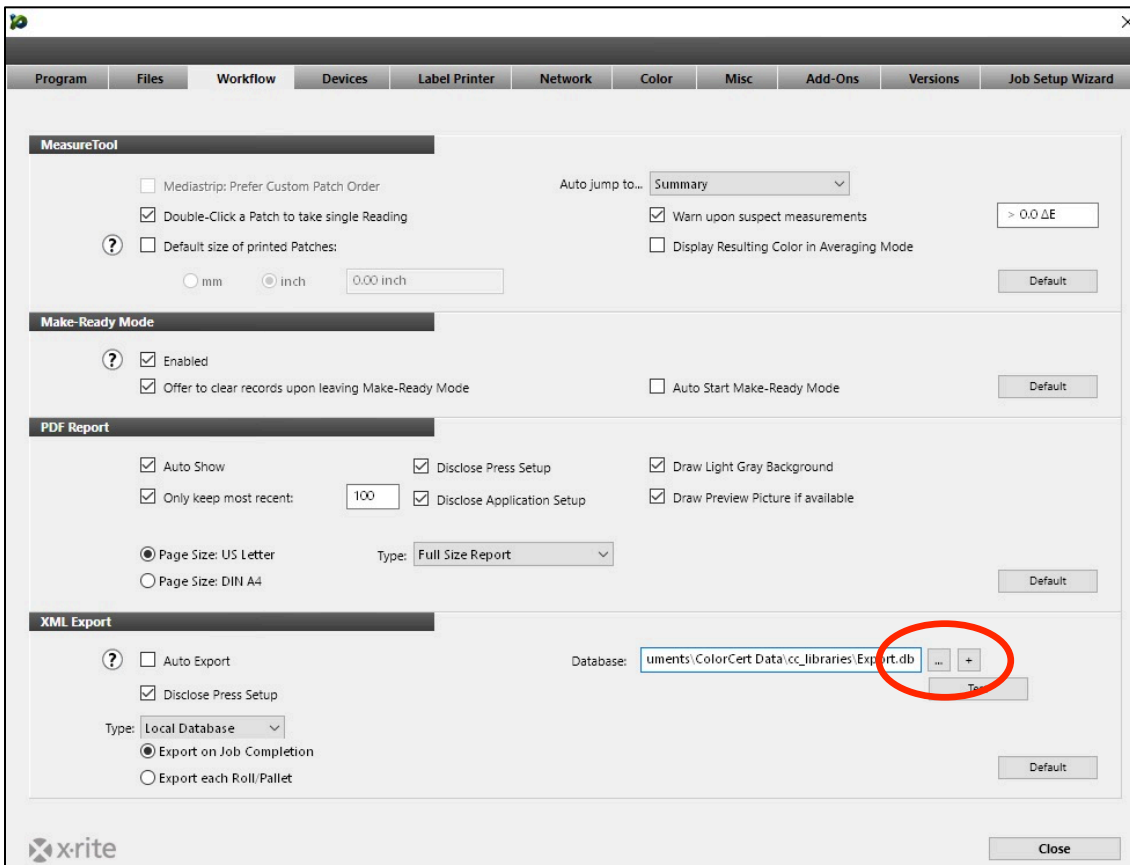 Program Files Workflow Devices Label Printer Network Color Misc Add-Ons Versions Job Setup Wizard
MeasureTool
Mediastrip: Prefer Custom Patch Order
Auto jump to... Summary
Double-Click a Patch to take single Reading
Warn upon suspect measurements
> 0.0 ΔE
? Default size of printed Patches:
Display Resulting Color in Averaging Mode
mm inch 0.00 inch
Default
Make-Ready Mode
? Enabled
Offer to clear records upon leaving Make-Ready Mode
Auto Start Make-Ready Mode
Default
PDF Report
Auto Show
Disclose Press Setup
Draw Light Gray Background
Only keep most recent: 100
Disclose Application Setup
Draw Preview Picture if available
Page Size: US Letter
Type: Full Size Report
Page Size: DIN A4
Default
XML Export
? Auto Export
Database: uments\ColorCert Data\cc_libraries\Export.db ... +
Disclose Press Setup
Type: Local Database
Export on Job Completion
Export each Roll/Pallet
Default
x·rite
Close